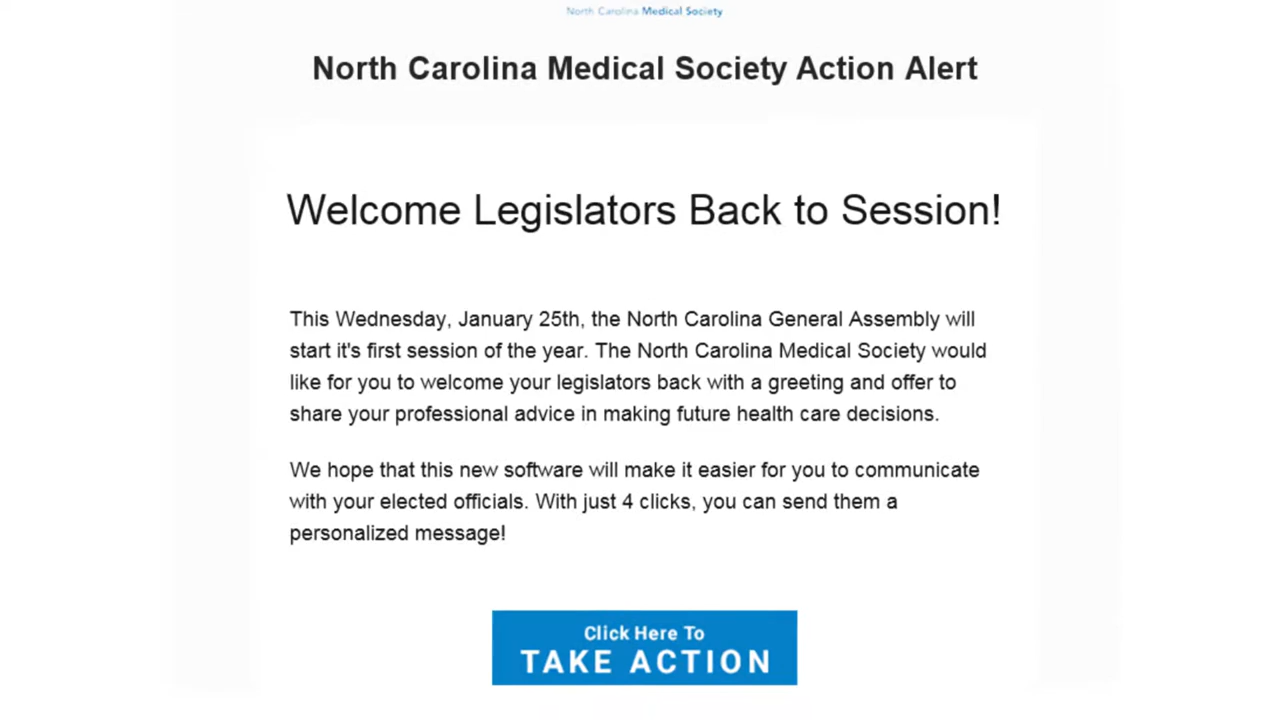 North Carolina Medical Society
North Carolina Medical Society Action Alert
Welcome Legislators Back to Session!
This Wednesday, January 25th, the North Carolina General Assembly will
start it's first session of the year. The North Carolina Medical Society would
like for you to welcome your legislators back with a greeting and offer to
share your professional advice in making future health care decisions.
We hope that this new software will make it easier for you to communicate
with your elected officials. With just 4 clicks, you can send them a
personalized message!
Click Here To
TAKE ACTION